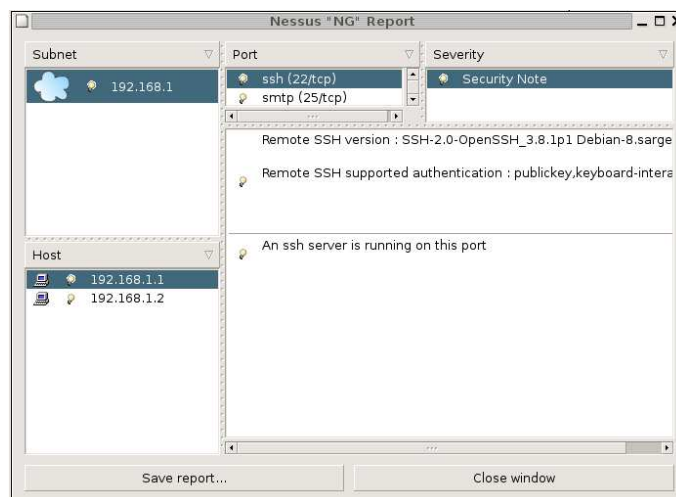 Nessus "NG" Report
Subnet
192.168.1
Port
ssh (22/tcp)
smtp (25/tcp)
Severity
Security Note
Remote SSH version : SSH-2.0-OpenSSH_3.8.1p1 Debian-8.sarge
Remote SSH supported authentication : publickey,keyboard-intera
An ssh server is running on this port
Host
192.168.1.1
192.168.1.2
Save report...
Close window